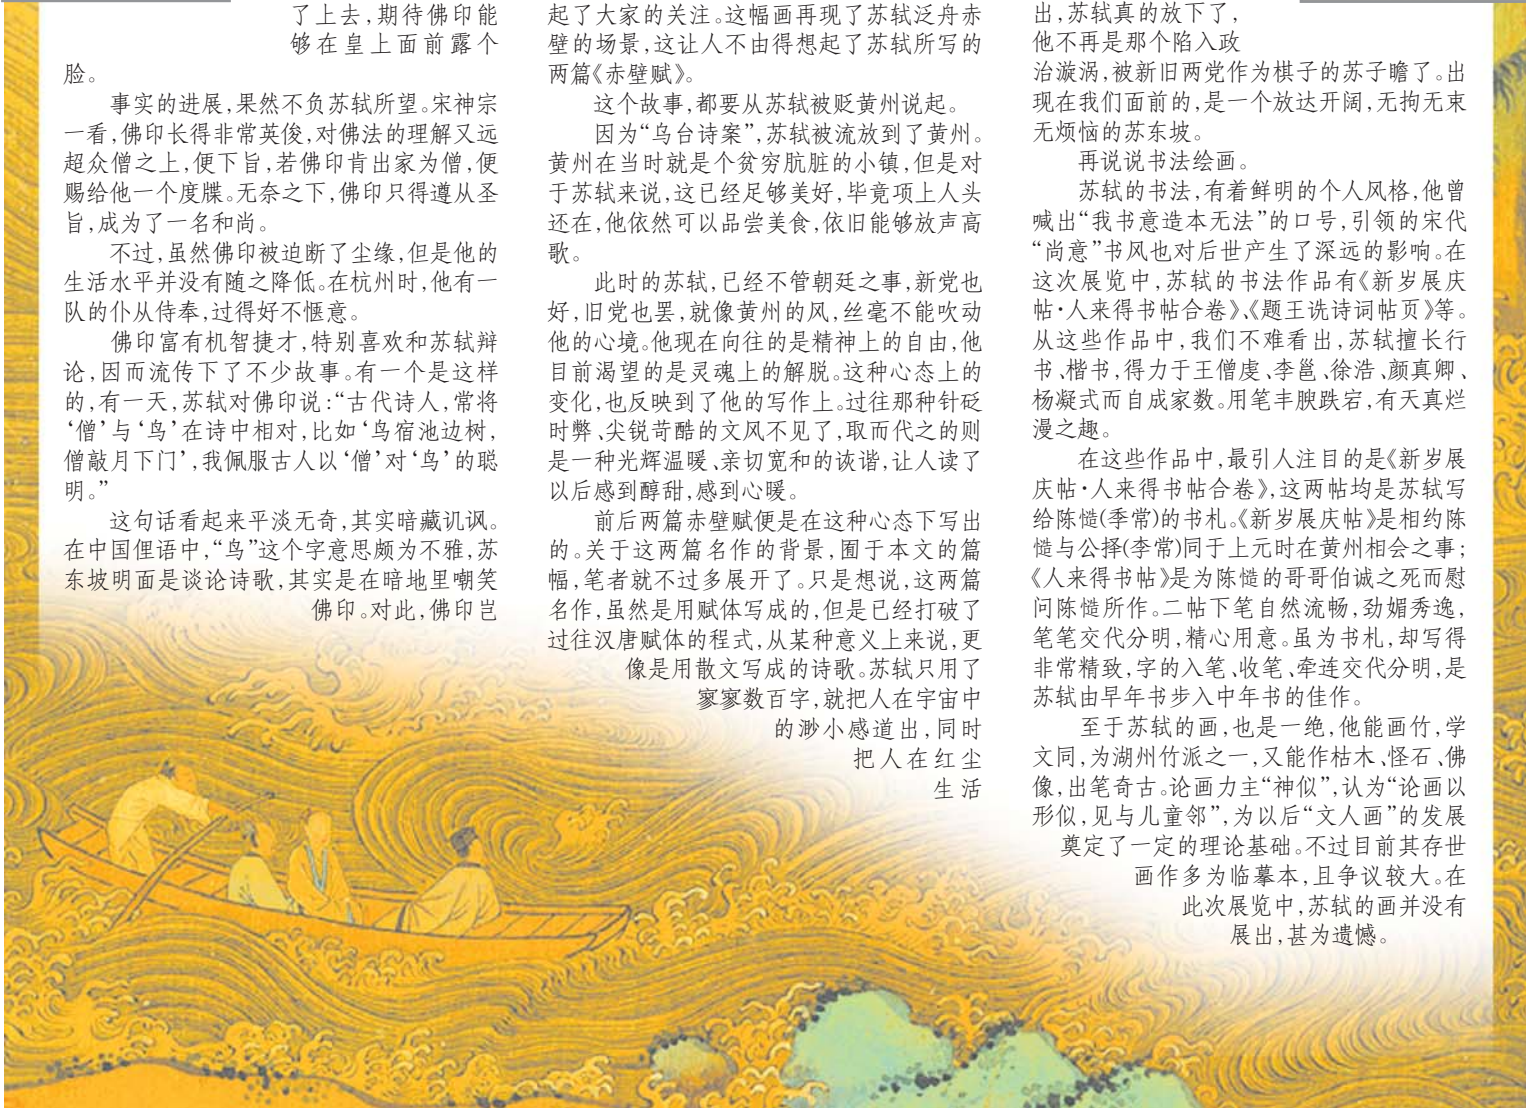 了上去，期待佛印能
够在皇上面前露个
脸。
事实的进展，果然不负苏轼所望。宋神宗
一看，佛印长得非常英俊，对佛法的理解又远
超众僧之上，便下旨，若佛印肯出家为僧，便
赐给他一个度牒。无奈之下，佛印只得遵从圣
旨，成为了一名和尚。
不过，虽然佛印被迫断了尘缘，但是他的
生活水平并没有随之降低。在杭州时，他有一
队的仆从侍奉，过得好不惬意。
佛印富有机智捷才，特别喜欢和苏轼辩
论，因而流传下了不少故事。有一个是这样
的，有一天，苏轼对佛印说：“古代诗人，常将
‘僧’与‘鸟’在诗中相对，比如‘鸟宿池边树，
僧敲月下门’，我佩服古人以‘僧’对‘鸟’的聪
明。”
这句话看起来平淡无奇，其实暗藏讥讽。
在中国俚语中，“鸟”这个字意思颇为不雅，苏
东坡明面是谈论诗歌，其实是在暗地里嘲笑
佛印。对此，佛印岂
起了大家的关注。这幅画再现了苏轼泛舟赤
壁的场景，这让人不由得想起了苏轼所写的
两篇《赤壁赋》。
这个故事，都要从苏轼被贬黄州说起。
因为“乌台诗案”，苏轼被流放到了黄州。
黄州在当时就是个贫穷肮脏的小镇，但是对
于苏轼来说，这已经足够美好，毕竟项上人头
还在，他依然可以品尝美食，依旧能够放声高
歌。
此时的苏轼，已经不管朝廷之事，新党也
好，旧党也罢，就像黄州的风，丝毫不能吹动
他的心境。他现在向往的是精神上的自由，他
目前渴望的是灵魂上的解脱。这种心态上的
变化，也反映到了他的写作上。过往那种针砭
时弊、尖锐苛酷的文风不见了，取而代之的则
是一种光辉温暖、亲切宽和的诙谐，让人读了
以后感到醇甜，感到心暖。
前后两篇赤壁赋便是在这种心态下写出
的。关于这两篇名作的背景，囿于本文的篇
幅，笔者就不过多展开了。只是想说，这两篇
名作，虽然是用赋体写成的，但是已经打破了
过往汉唐赋体的程式，从某种意义上来说，更
像是用散文写成的诗歌。苏轼只用了
寥寥数百字，就把人在宇宙中
的渺小感道出，同时
把人在红尘
生活
出，苏轼真的放下了，
他不再是那个陷入政
治漩涡，被新旧两党作为棋子的苏子瞻了。出
现在我们面前的，是一个放达开阔，无拘无束
无烦恼的苏东坡。
再说说书法绘画。
苏轼的书法，有着鲜明的个人风格，他曾
喊出“我书意造本无法”的口号，引领的宋代
“尚意”书风也对后世产生了深远的影响。在
这次展览中，苏轼的书法作品有《新岁展庆
帖·人来得书帖合卷》、《题王诜诗词帖页》等。
从这些作品中，我们不难看出，苏轼擅长行
书、楷书，得力于王僧虔、李邕、徐浩、颜真卿、
杨凝式而自成家数。用笔丰腴跌宕，有天真烂
漫之趣。
在这些作品中，最引人注目的是《新岁展
庆帖·人来得书帖合卷》，这两帖均是苏轼写
给陈慥(季常)的书札。《新岁展庆帖》是相约陈
慥与公择(李常)同于上元时在黄州相会之事；
《人来得书帖》是为陈慥的哥哥伯诚之死而慰
问陈慥所作。二帖下笔自然流畅，劲媚秀逸，
笔笔交代分明，精心用意。虽为书札，却写得
非常精致，字的入笔、收笔、牵连交代分明，是
苏轼由早年书步入中年书的佳作。
至于苏轼的画，也是一绝，他能画竹，学
文同，为湖州竹派之一，又能作枯木、怪石、佛
像，出笔奇古。论画力主“神似”，认为“论画以
形似，见与儿童邻”，为以后“文人画”的发展
奠定了一定的理论基础。不过目前其存世
画作多为临摹本，且争议较大。在
此次展览中，苏轼的画并没有
展出，甚为遗憾。